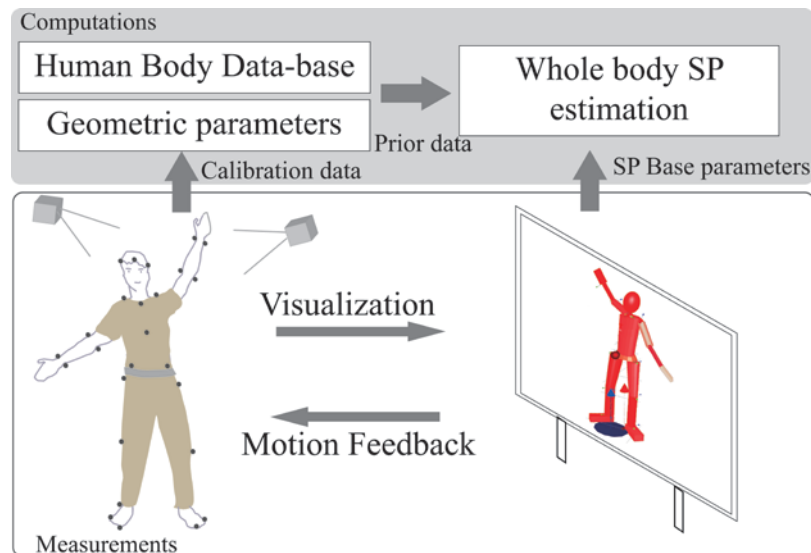 Computations
Human Body Data-base
Geometric parameters
Whole body SP
estimation
Prior data
Calibration data
SP Base parameters
Visualization
Motion Feedback
Measurements